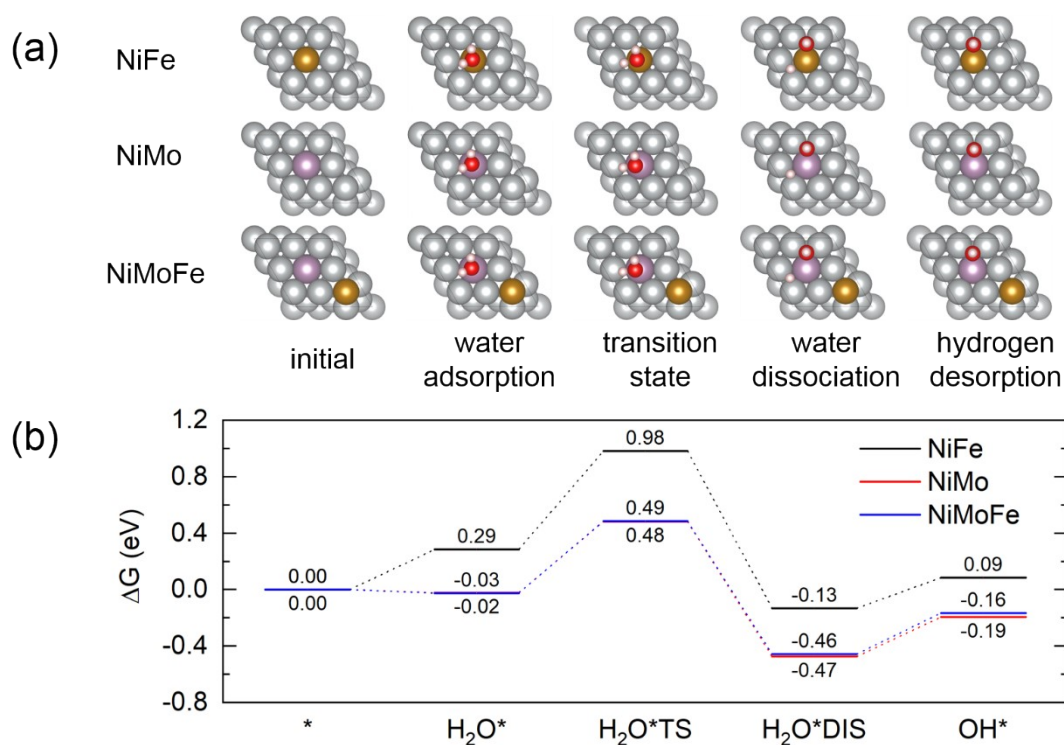 (a)
NiFe
NiMo
NiMoFe
initial
water
adsorption
transition
state
water
dissociation
hydrogen
desorption
(b)
1.2
0.8
0.4
0.0
-0.4
-0.8
ΔG (eV)
0.00
0.00
0.29
-0.03
-0.02
0.98
0.49
0.48
-0.13
-0.46
-0.47
0.09
-0.16
-0.19
NiFe
NiMo
NiMoFe
*
H₂O*
H₂O*TS
H₂O*DIS
OH*